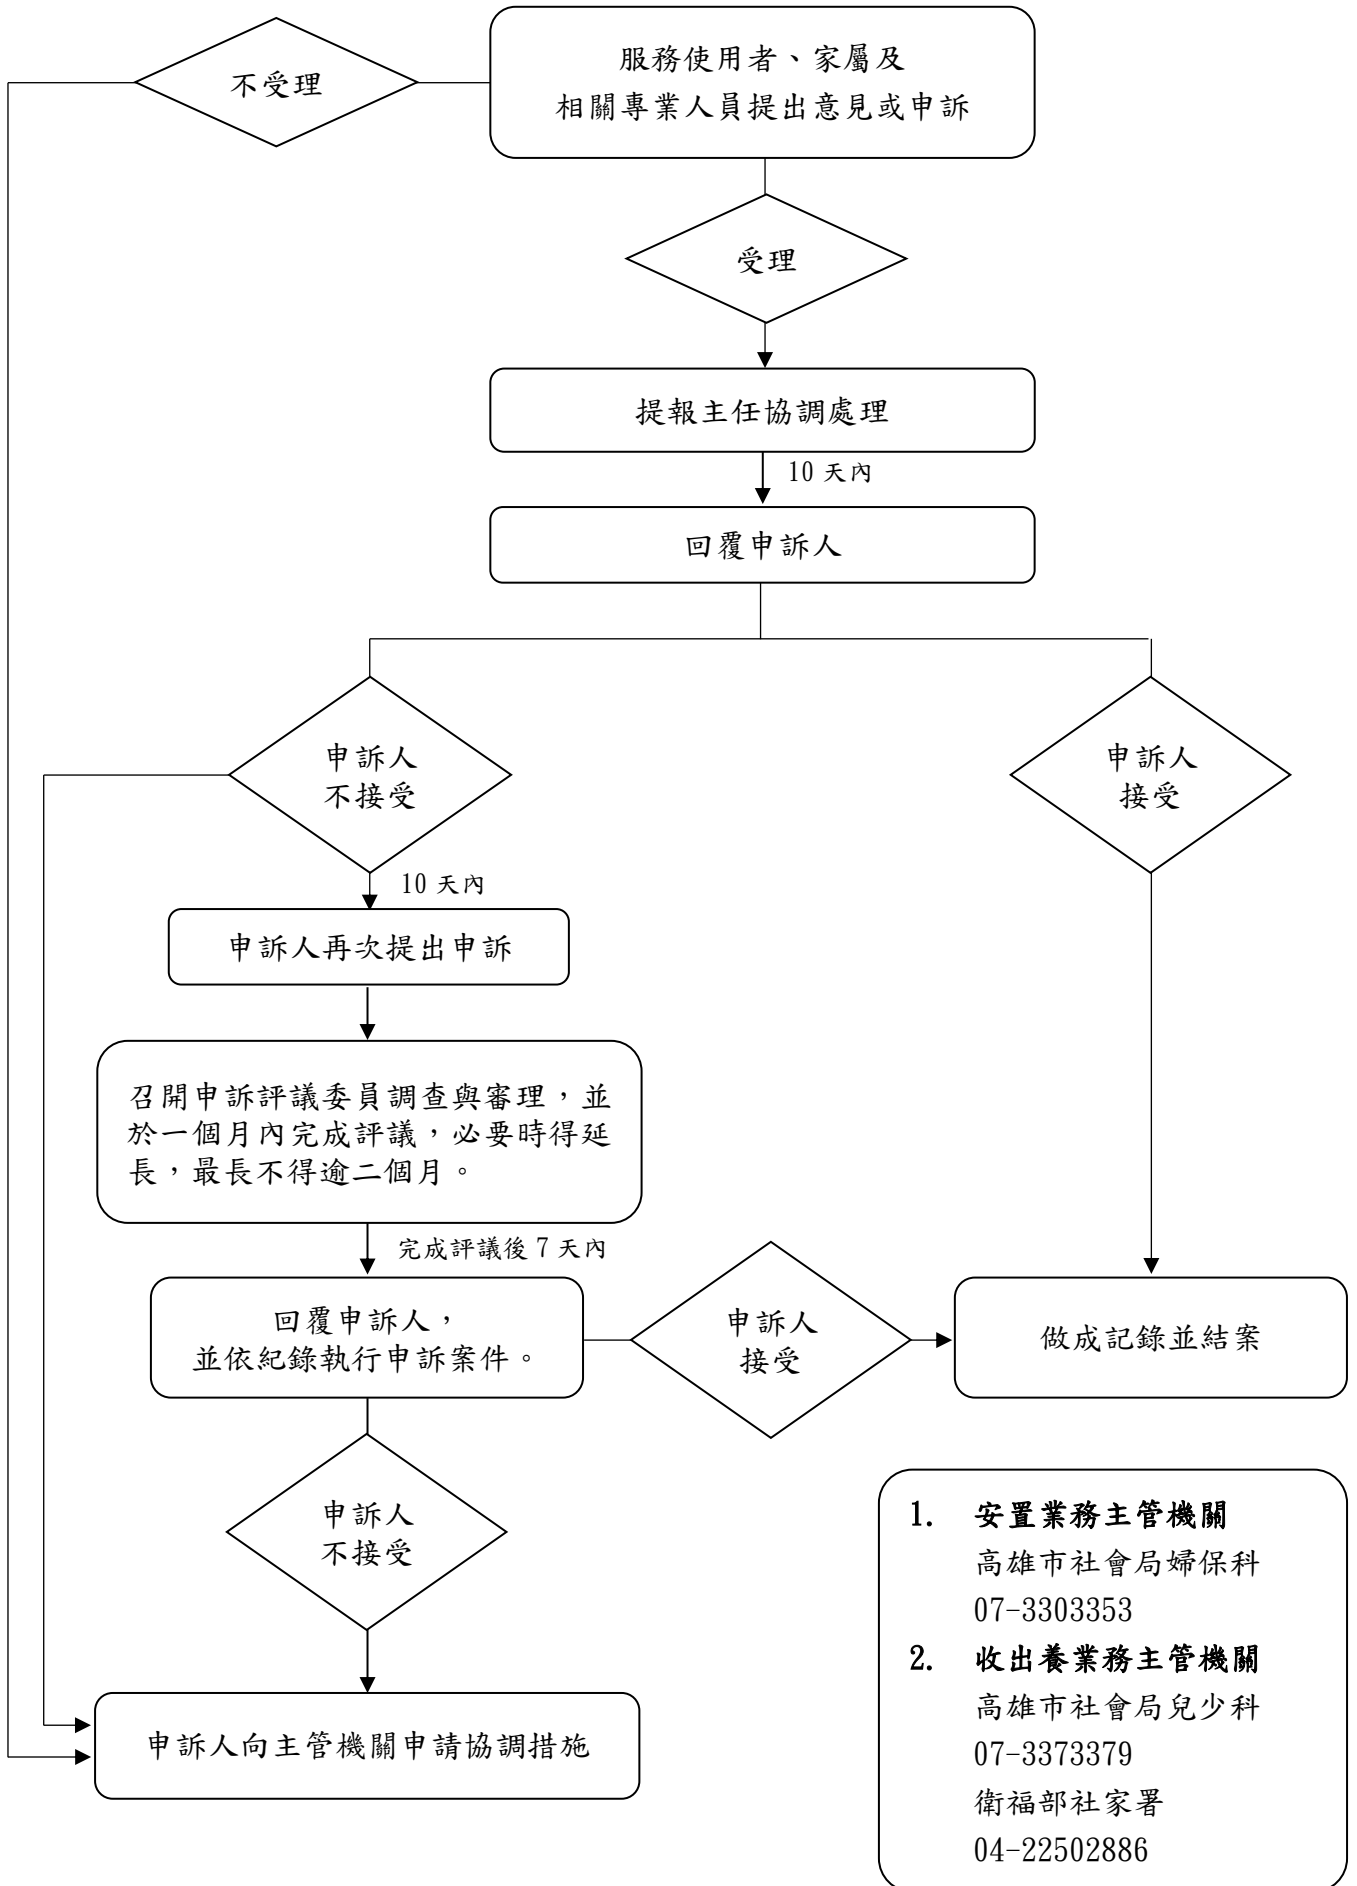 不受理
服務使用者、家屬及
相關專業人員提出意見或申訴
受理
提報主任協調處理
10 天內
回覆申訴人
申訴人
不接受
申訴人
接受
10 天內
申訴人再次提出申訴
召開申訴評議委員調查與審理，並
於一個月內完成評議，必要時得延
長，最長不得逾二個月。
完成評議後 7 天內
回覆申訴人，
並依紀錄執行申訴案件。
申訴人
接受
做成記錄並結案
申訴人
不接受
申訴人向主管機關申請協調措施
1. 安置業務主管機關
高雄市社會局婦保科
07-3303353
2. 收出養業務主管機關
高雄市社會局兒少科
07-3373379
衛福部社家署
04-22502886